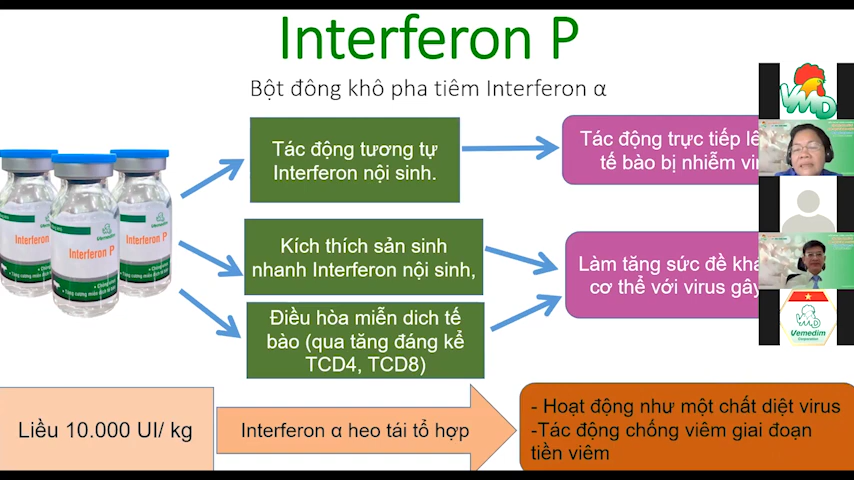 Interferon P
Bột đông khô pha tiêm Interferon α
Tác động tương tự
Interferon nội sinh.
Tác động trực tiếp
tế bào bị nhiễm
Kích thích sản sinh
nhanh Interferon nội sinh,
Làm tăng sức đề
cơ thể với virus
Điều hòa miễn dich tế
bào (qua tăng đáng kể
TCD4, TCD8)
Interferon
Interferon P
Interferon P
Vemedim
VMD
Vemedim
Liều 10.000 UI/ kg
Interferon α heo tái tổ hợp
- Hoạt động như một chất diệt virus
-Tác động chống viêm giai đoạn
tiền viêm